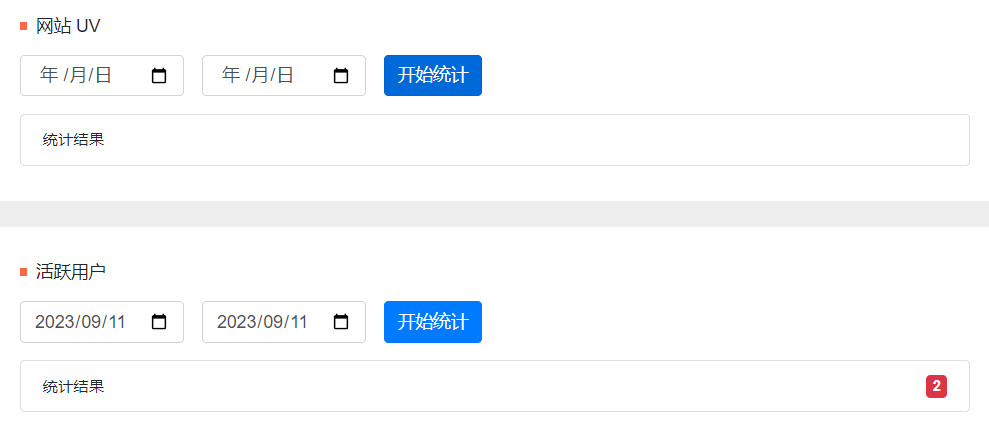 网站 UV
年 /月/日 年 /月/日 开始统计
统计结果
活跃用户
2023/09/11 2023/09/11 开始统计
统计结果 2